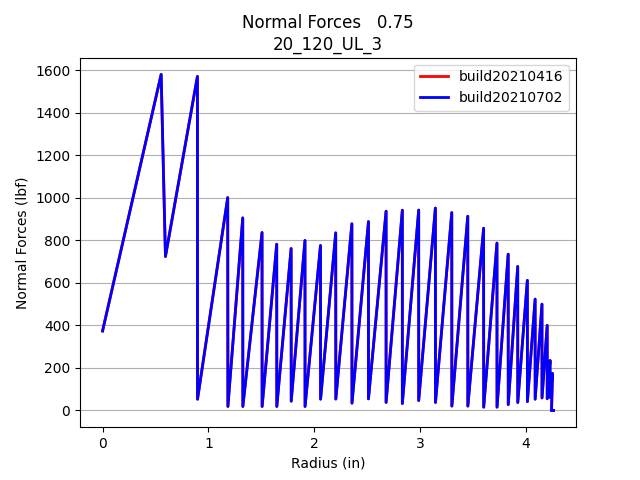 Normal Forces   0.75
20_120_UL_3
build20210416
build20210702
Normal Forces (lbf)
1600
1400
1200
1000
800
600
400
200
0
0 1 2 3 4
Radius (in)